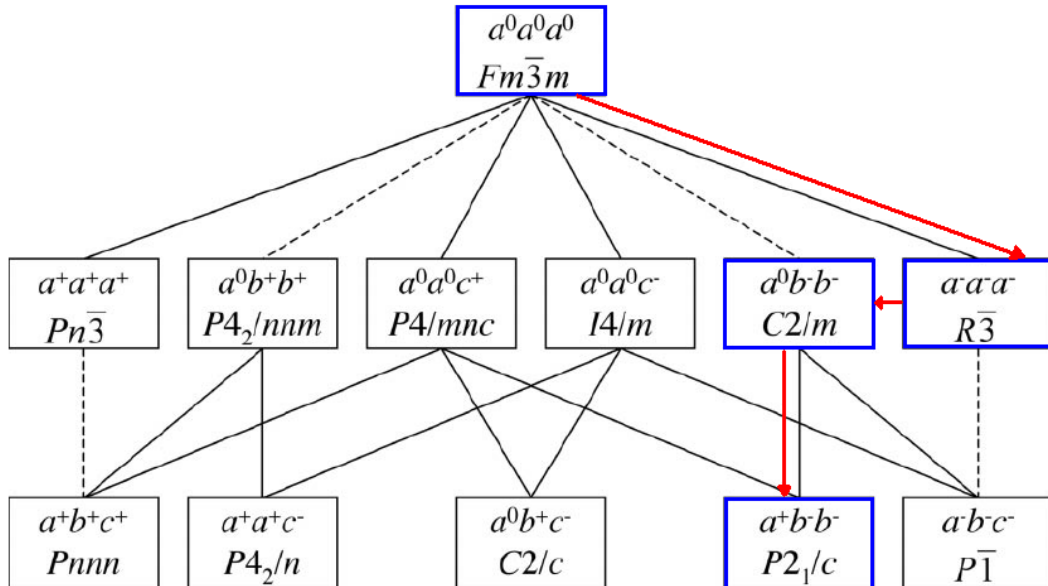 a⁰a⁰a⁰
Fm3̅m
a⁺a⁺a⁺
Pn3̅
a⁰b⁺b⁺
P4₂/nnm
a⁰a⁰c⁺
P4/mnc
a⁰a⁰c⁻
I4/m
a⁰b⁻b⁻
C2/m
a⁻a⁻a⁻
R3̅
a⁺b⁺c⁺
Pnnn
a⁺a⁺c⁻
P4₂/n
a⁰b⁺c⁻
C2/c
a⁺b⁻b⁻
P2₁/c
a⁻b⁻c⁻
P1̅